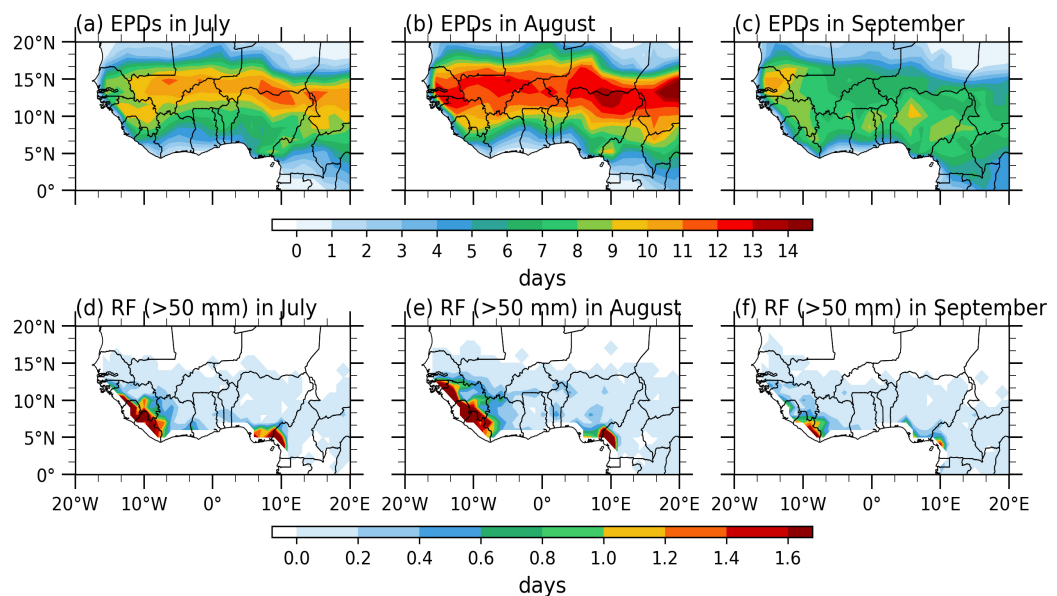 (a) EPDs in July
(b) EPDs in August
(c) EPDs in September
20°N
15°N
10°N
5°N
0°
0 1 2 3 4 5 6 7 8 9 10 11 12 13 14
days
(d) RF (>50 mm) in July
(e) RF (>50 mm) in August
(f) RF (>50 mm) in September
20°N
15°N
10°N
5°N
0°
20°W 10°W 0° 10°E 20°W 10°W 0° 10°E 20°W 10°W 0° 10°E 20°E
0.0 0.2 0.4 0.6 0.8 1.0 1.2 1.4 1.6
days